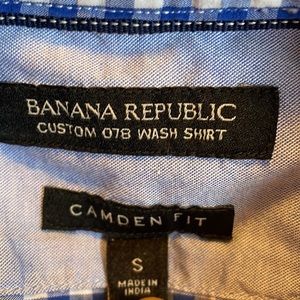 BANANA REPUBLIC
CUSTOM 078 WASH SHIRT
CAMDEN FIT
S
MADE IN
INDIA